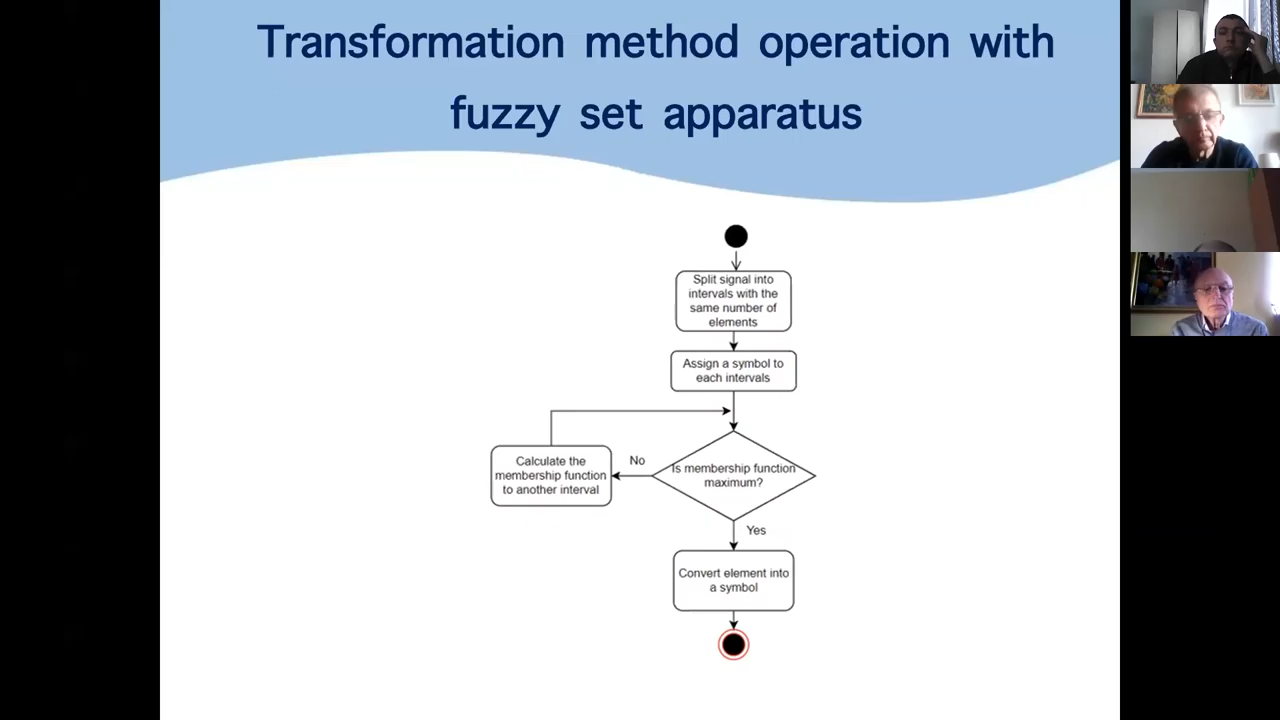 Transformation method operation with
fuzzy set apparatus
Split signal into
intervals with the
same number of
elements
Assign a symbol to
each intervals
Is membership function
maximum?
No
Calculate the
membership function
to another interval
Yes
Convert element into
a symbol